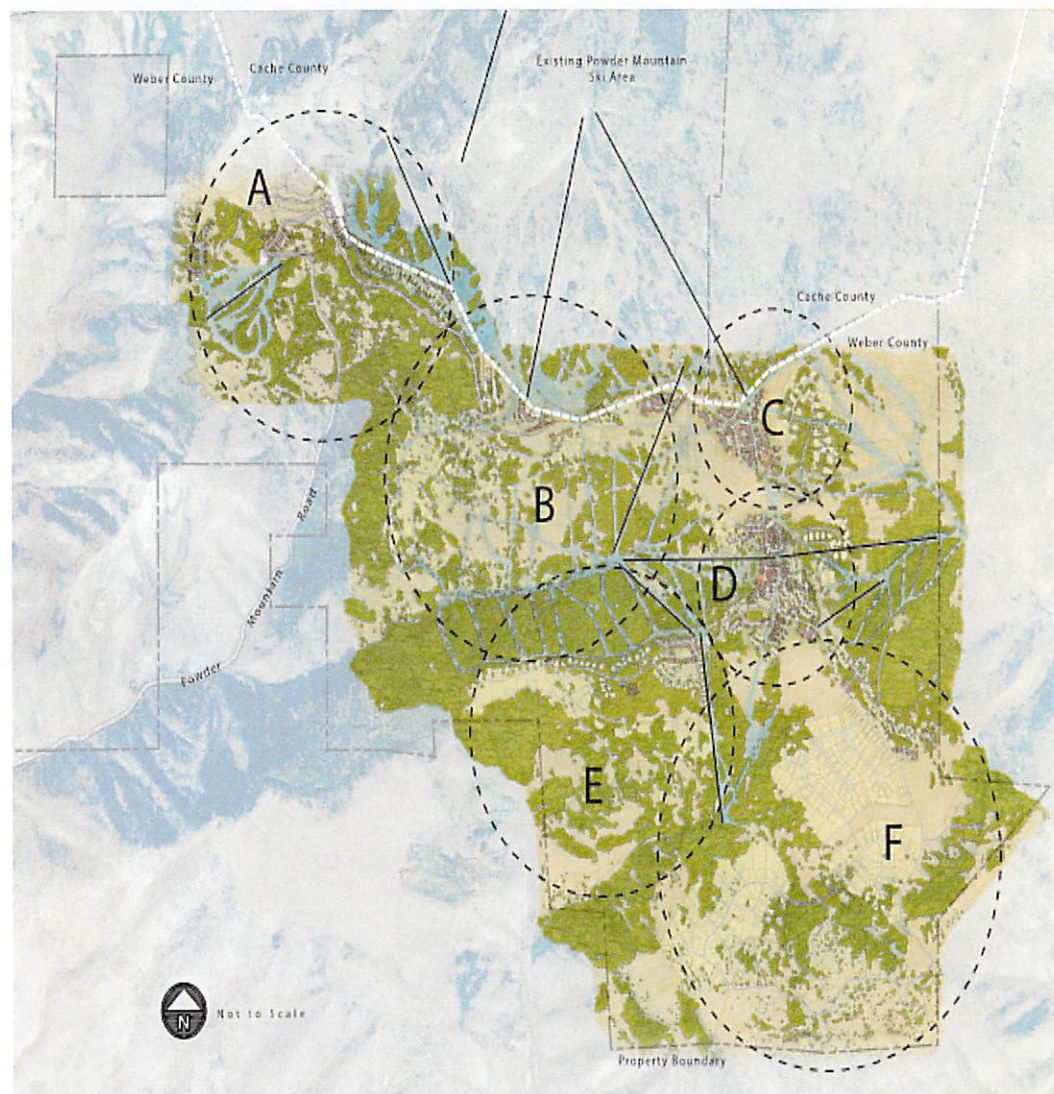 Existing Powder Mountain
Ski Area
Cache County
Weber County
A
Cache County
Weber County
C
B
Road
Mountain
Powder
D
E
F
N
Not to Scale
Property Boundary